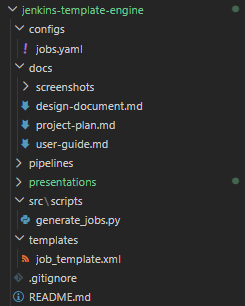 jenkins-template-engine
configs
jobs.yaml
docs
screenshots
design-document.md
project-plan.md
user-guide.md
pipelines
presentations
src\scripts
generate_jobs.py
templates
job_template.xml
.gitignore
README.md